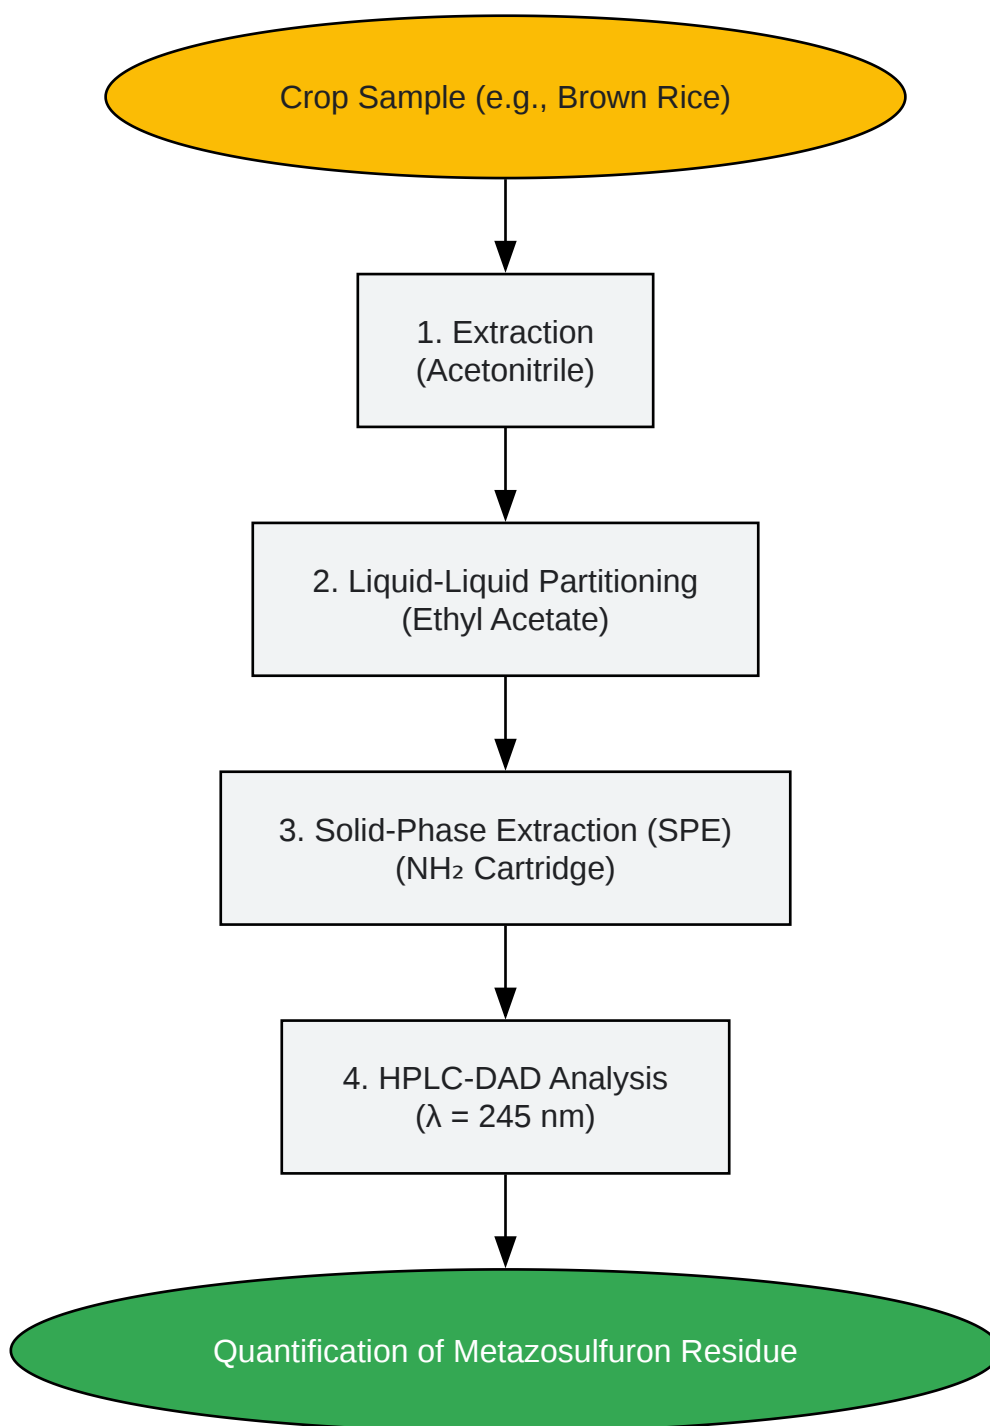 Crop Sample (e.g., Brown Rice)
1. Extraction
(Acetonitrile)
2. Liquid-Liquid Partitioning
(Ethyl Acetate)
3. Solid-Phase Extraction (SPE)
(NH₂ Cartridge)
4. HPLC-DAD Analysis
(λ = 245 nm)
Quantification of Metazosulfuron Residue